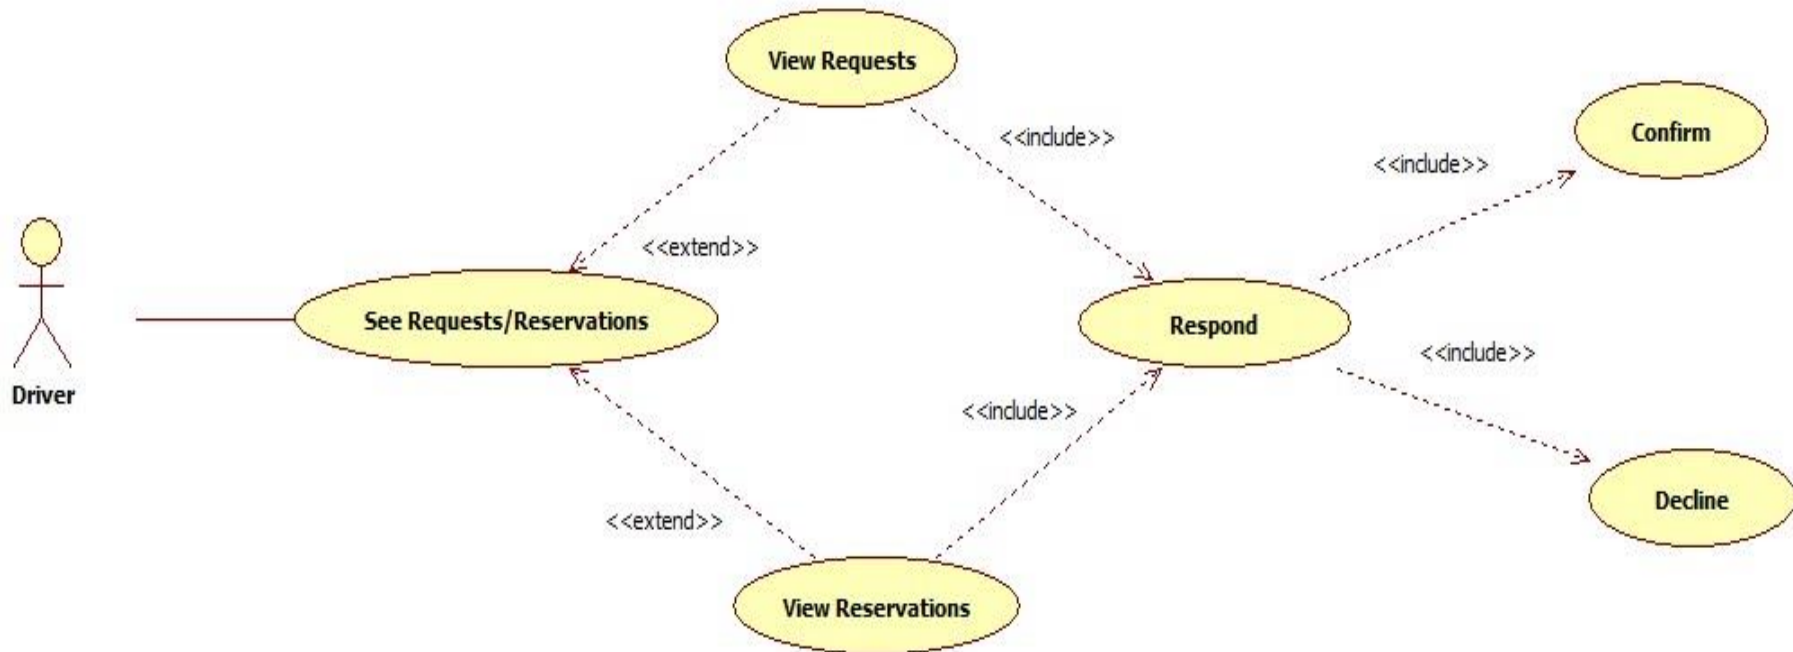 View Requests
<<include>>
Confirm
<<include>>
<<extend>>
See Requests/Reservations
Respond
<<include>>
Driver
<<include>>
Decline
<<extend>>
View Reservations